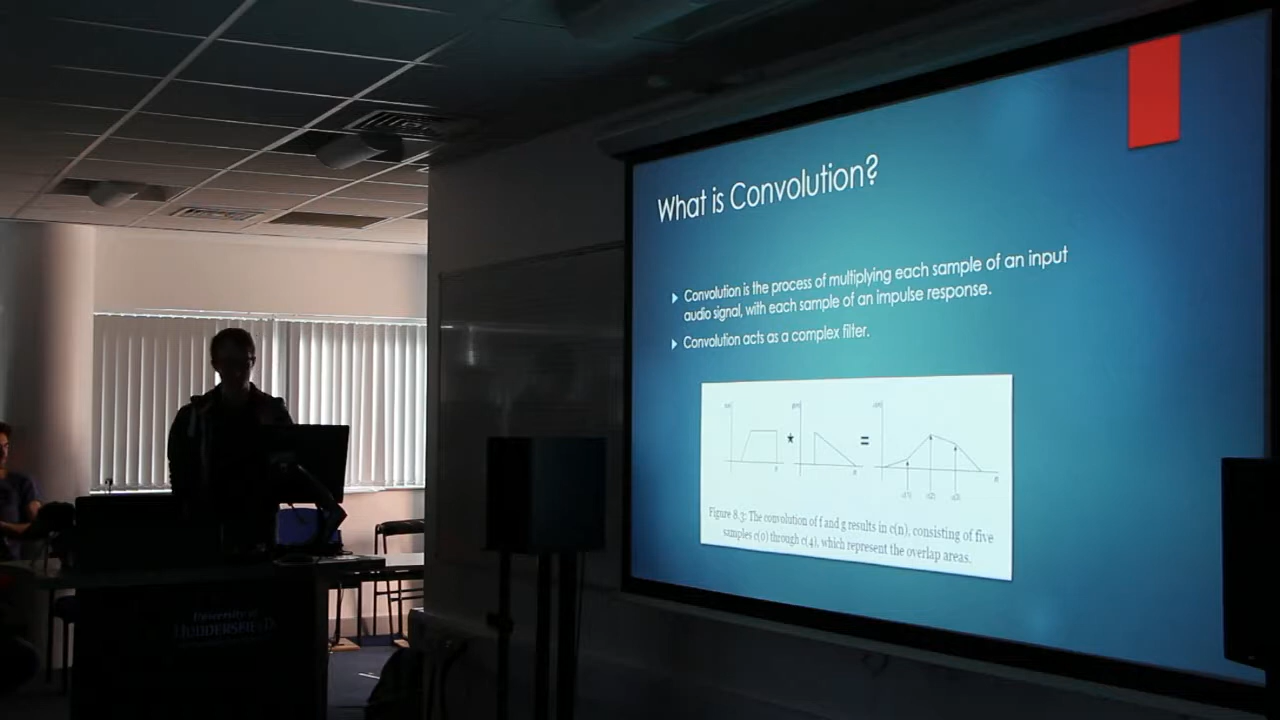 What is Convolution?
Convolution is the process of multiplying each sample of an input
audio signal, with each sample of an impulse response.
Convolution acts as a complex filter.
* =
Figure 8.3: The convolution of f and g results in c(n), consisting of five
samples c(0) through c(4), which represent the overlap areas.
University of
HUDDERSFIELD